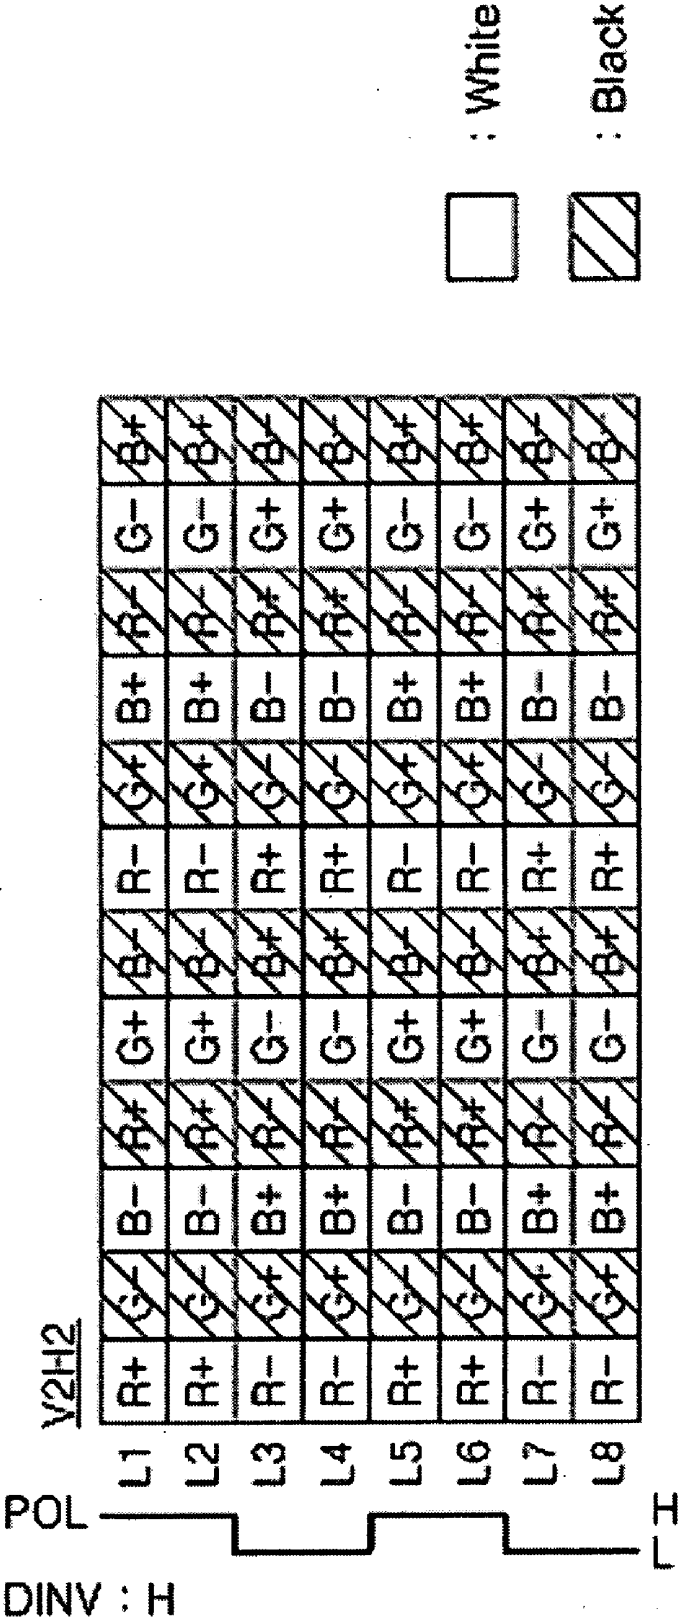 V2H2
L1 R+ G− B− R+ G+ B− R− G+ B+ R− G− B+
L2 R+ G− B− R+ G+ B− R− G+ B+ R− G− B+
L3 R− G+ B+ R− G− B+ R+ G− B− R+ G+ B−
L4 R− G+ B+ R− G− B+ R+ G− B− R+ G+ B−
L5 R+ G− B− R+ G+ B− R− G+ B+ R− G− B+
L6 R+ G− B− R+ G+ B− R− G+ B+ R− G− B+
L7 R− G+ B+ R− G− B+ R+ G− B− R+ G+ B−
L8 R− G+ B+ R− G− B+ R+ G− B− R+ G+ B−
: White
: Black
POL
H
L
DINV : H